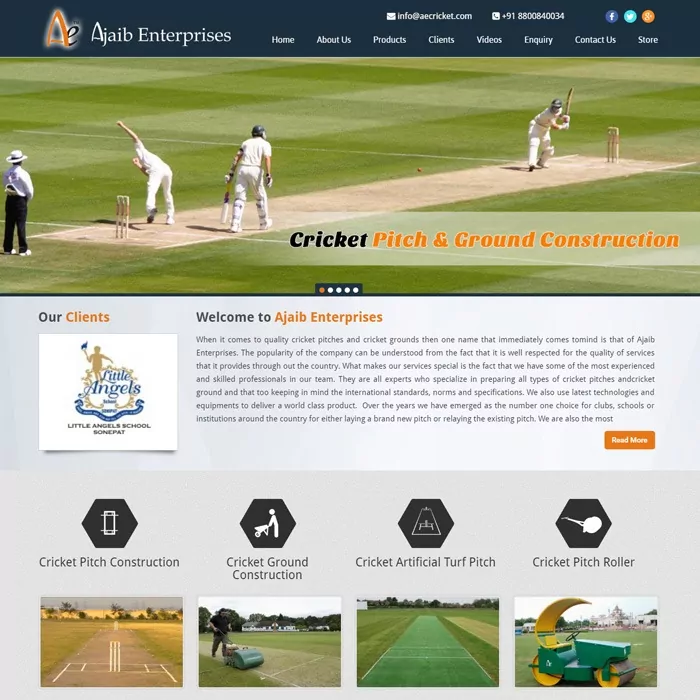 info@aecricket.com +91 8800840034
Ae Ajaib Enterprises
Home About Us Products Clients Videos Enquiry Contact Us Store
Cricket Pitch & Ground Construction
Our Clients
Little
Angels
School
SONEPAT
LITTLE ANGELS SCHOOL
SONEPAT
Welcome to Ajaib Enterprises
When it comes to quality cricket pitches and cricket grounds then one name that immediately comes tomind is that of Ajaib
Enterprises. The popularity of the company can be understood from the fact that it is well respected for the quality of services
that it provides through out the country. What makes our services special is the fact that we have some of the most experienced
and skilled professionals in our team. They are all experts who specialize in preparing all types of cricket pitches andcricket
ground and that too keeping in mind the international standards, norms and specifications. We also use latest technologies and
equipments to deliver a world class product. Over the years we have emerged as the number one choice for clubs, schools or
institutions around the country for either laying a brand new pitch or relaying the existing pitch. We are also the most
Read More
Cricket Pitch Construction
Cricket Ground
Construction
Cricket Artificial Turf Pitch
Cricket Pitch Roller